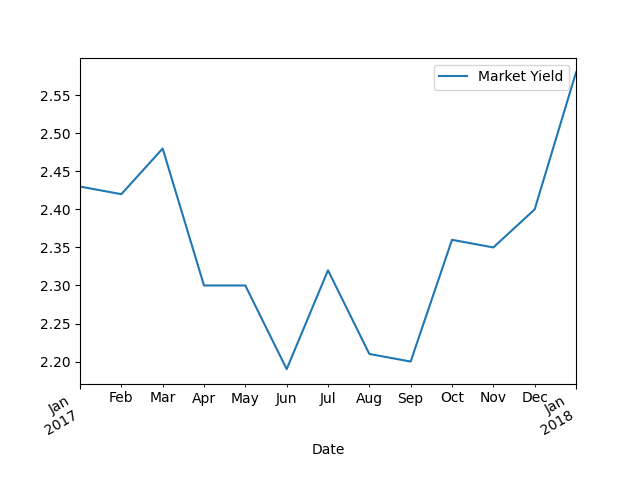 Market Yield
2.55
2.50
2.45
2.40
2.35
2.30
2.25
2.20
Jan
2017
Feb
Mar
Apr
May
Jun
Jul
Aug
Sep
Oct
Nov
Dec
Jan
2018
Date